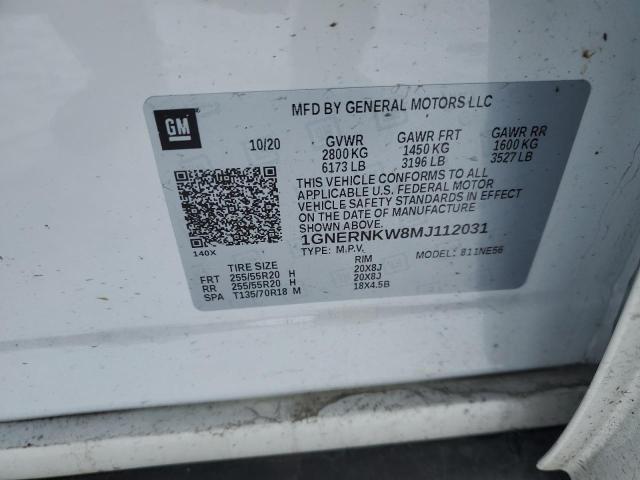 GM
MFD BY GENERAL MOTORS LLC
10/20 GVWR GAWR FRT GAWR RR
2800 KG 1450 KG 1600 KG
6173 LB 3196 LB 3527 LB
THIS VEHICLE CONFORMS TO ALL
APPLICABLE U.S. FEDERAL MOTOR
VEHICLE SAFETY STANDARDS IN EFFECT
ON THE DATE OF MANUFACTURE
SHOWN ABOVE.
1GNERNKW8MJ112031
140X
TYPE: M.P.V. MODEL: 811NE56
TIRE SIZE RIM
FRT 255/55R20 H 20X8J
RR 255/55R20 H 20X8J
SPA T135/70R18 M 18X4.5B